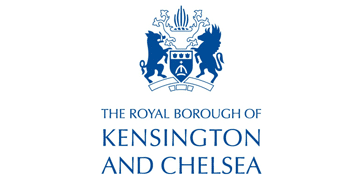 THE ROYAL BOROUGH OF
KENSINGTON
AND CHELSEA